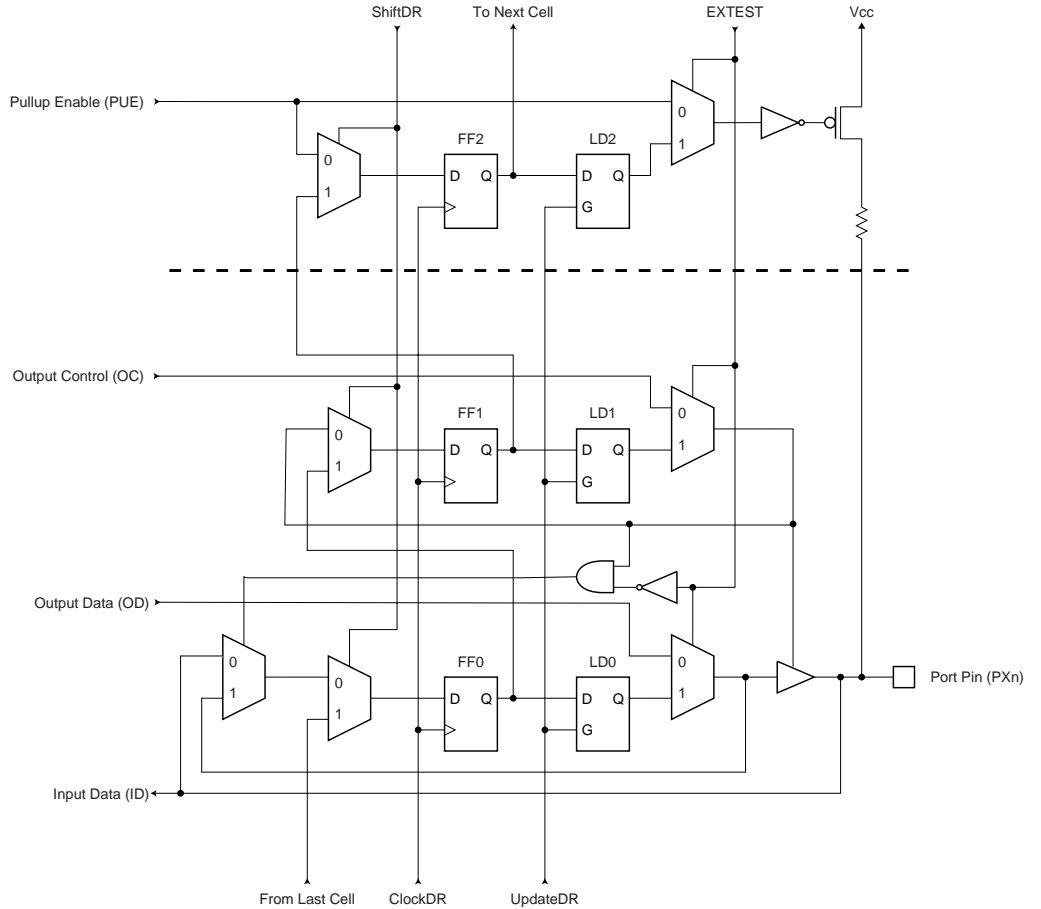 ShiftDR
To Next Cell
EXTEST
Vcc
Pullup Enable (PUE)
0
1
FF2
D Q
LD2
D Q
G
0
1
Output Control (OC)
0
1
FF1
D Q
LD1
D Q
G
0
1
Output Data (OD)
0
1
0
1
FF0
D Q
LD0
D Q
G
0
1
Port Pin (PXn)
Input Data (ID)
From Last Cell
ClockDR
UpdateDR